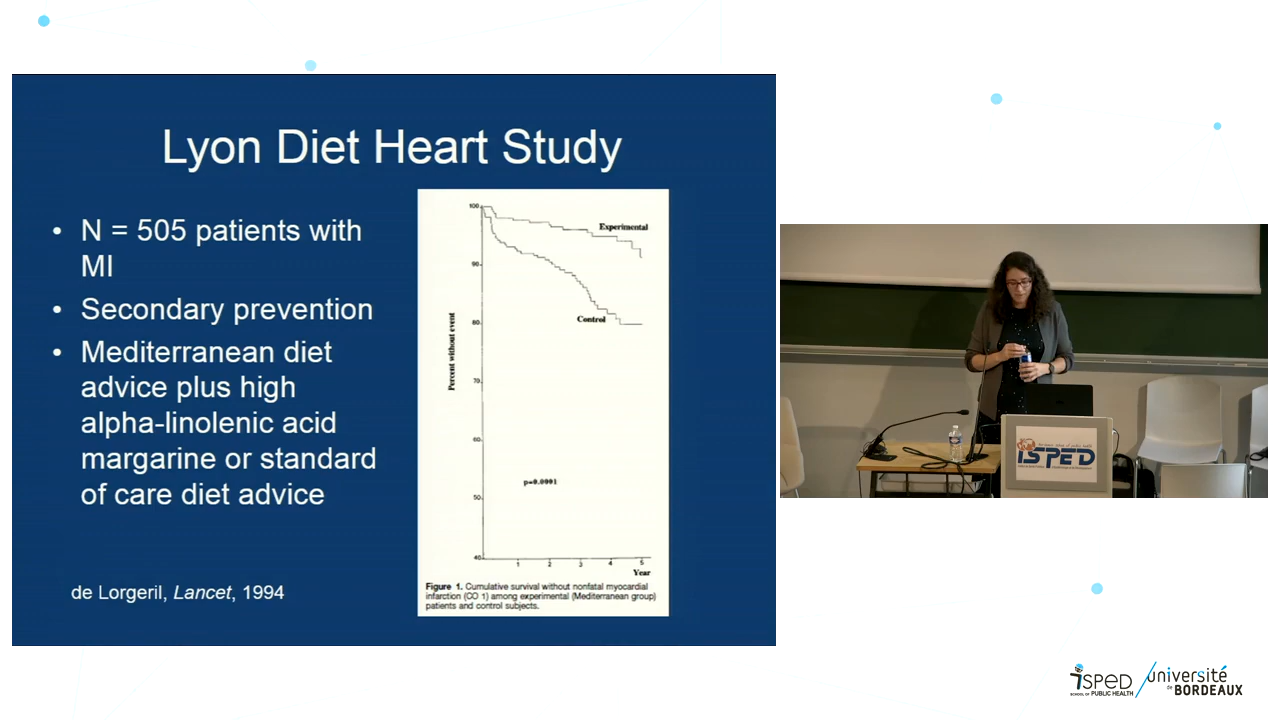 Lyon Diet Heart Study
• N = 505 patients with
MI
• Secondary prevention
• Mediterranean diet
advice plus high
alpha-linolenic acid
margarine or standard
of care diet advice
de Lorgeril, Lancet, 1994
100
90
80
70
60
50
40
Percent without event
Experimental
Control
p=0.0001
1 2 3 4 5
Year
Figure 1. Cumulative survival without nonfatal myocardial
infarction (CO 1) among experimental (Mediterranean group)
patients and control subjects.
iSPED
iSPED
SCHOOL OF PUBLIC HEALTH
université
de BORDEAUX